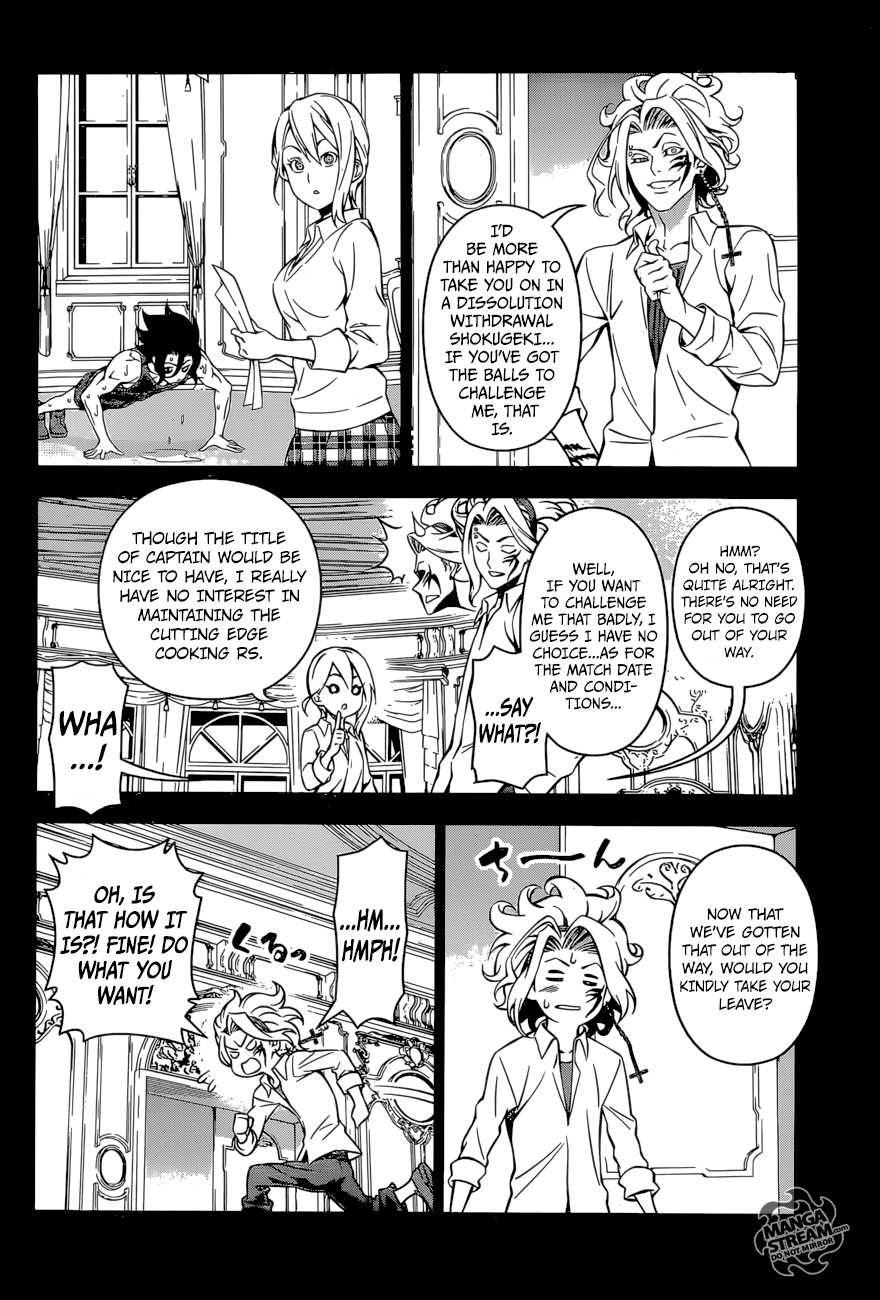 I'D
BE MORE
THAN HAPPY TO
TAKE YOU ON IN
A DISSOLUTION
WITHDRAWAL
SHOKUGEKI...
IF YOU'VE GOT
THE BALLS TO
CHALLENGE
ME, THAT
IS.
HMM?
OH NO, THAT'S
QUITE ALRIGHT.
THERE'S NO NEED
FOR YOU TO GO
OUT OF YOUR
WAY.
WELL,
IF YOU WANT
TO CHALLENGE
ME THAT BADLY, I
GUESS I HAVE NO
CHOICE...AS FOR
THE MATCH DATE
AND CONDI-
TIONS...
...SAY
WHAT?!
THOUGH THE TITLE
OF CAPTAIN WOULD BE
NICE TO HAVE, I REALLY
HAVE NO INTEREST IN
MAINTAINING THE
CUTTING EDGE
COOKING RS.
WHA
...!
NOW THAT
WE'VE GOTTEN
THAT OUT OF THE
WAY, WOULD YOU
KINDLY TAKE YOUR
LEAVE?
ちーん
...HM...
HMPH!
くるっ
OH, IS
THAT HOW IT
IS?! FINE! DO
WHAT YOU
WANT!
MANGA
STREAM.com
DO NOT MIRROR